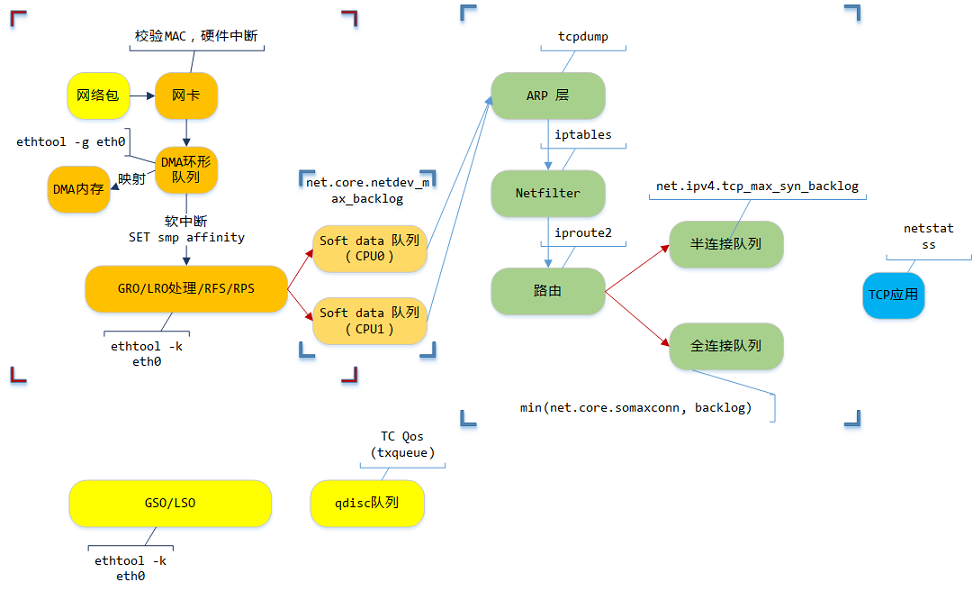 校验MAC，硬件中断
网络包
网卡
ethtool -g eth0
DMA环形
队列
DMA内存
映射
软中断
SET smp affinity
GRO/LRO处理/RFS/RPS
ethtool -k
eth0
net.core.netdev_m
ax_backlog
Soft data 队列
（CPU0）
Soft data 队列
（CPU1）
tcpdump
ARP 层
iptables
Netfilter
iproute2
路由
net.ipv4.tcp_max_syn_backlog
半连接队列
全连接队列
min(net.core.somaxconn, backlog)
netstat
ss
TCP应用
GSO/LSO
ethtool -k
eth0
TC Qos
(txqueue)
qdisc队列